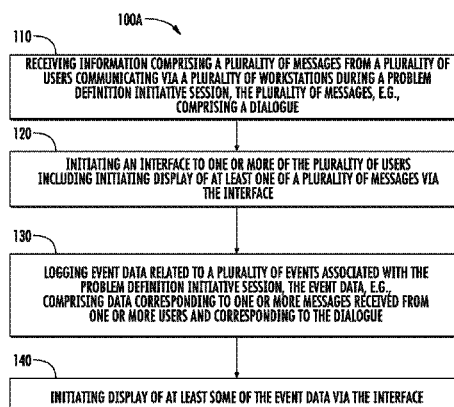 100A
110
RECEIVING INFORMATION COMPRISING A PLURALITY OF MESSAGES FROM A PLURALITY OF
USERS COMMUNICATING VIA A PLURALITY OF WORKSTATIONS DURING A PROBLEM
DEFINITION INITIATIVE SESSION, THE PLURALITY OF MESSAGES, E.G.,
COMPRISING A DIALOGUE
120
INITIATING AN INTERFACE TO ONE OR MORE OF THE PLURALITY OF USERS
INCLUDING INITIATING DISPLAY OF AT LEAST ONE OF A PLURALITY OF MESSAGES VIA
THE INTERFACE
130
LOGGING EVENT DATA RELATED TO A PLURALITY OF EVENTS ASSOCIATED WITH THE
PROBLEM DEFINITION INITIATIVE SESSION, THE EVENT DATA, E.G.,
COMPRISING DATA CORRESPONDING TO ONE OR MORE MESSAGES RECEIVED FROM
ONE OR MORE USERS AND CORRESPONDING TO THE DIALOGUE
140
INITIATING DISPLAY OF AT LEAST SOME OF THE EVENT DATA VIA THE INTERFACE